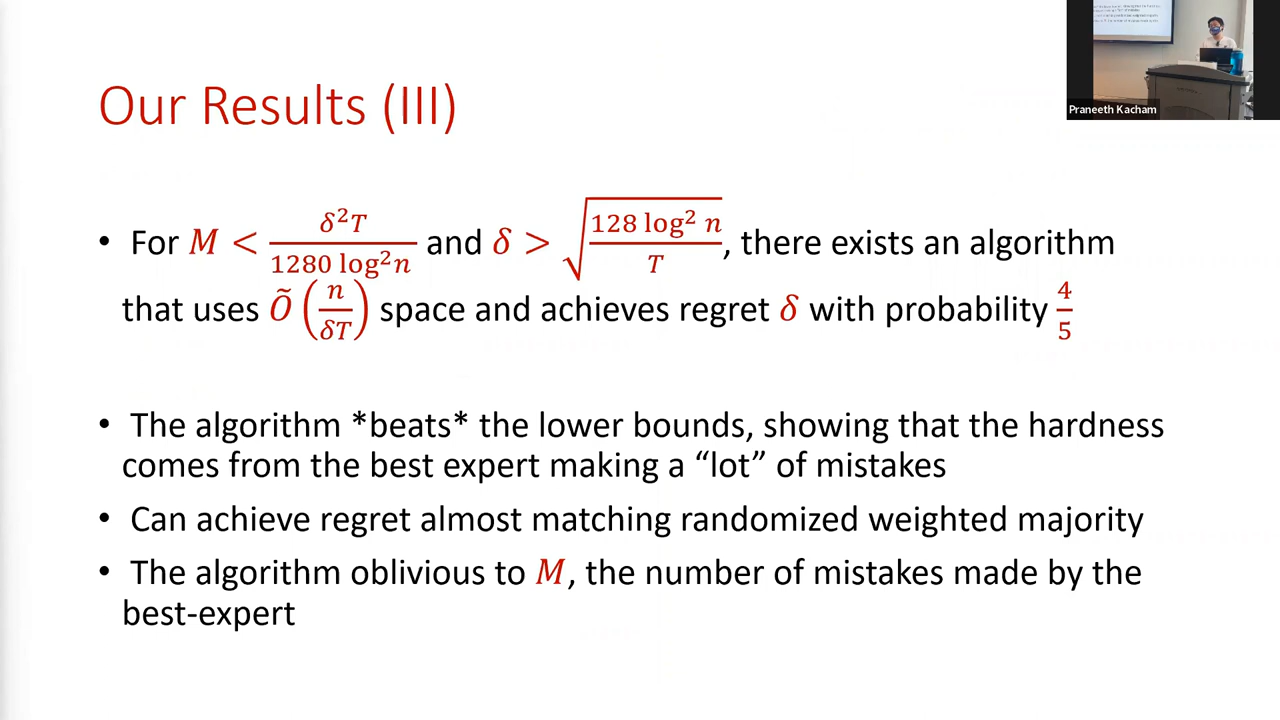 Our Results (III)
Praneeth Kacham
• For M < δ²T / (1280 log²n) and δ > √(128 log² n / T), there exists an algorithm
that uses Õ(n/(δT)) space and achieves regret δ with probability 4/5
• The algorithm *beats* the lower bounds, showing that the hardness
comes from the best expert making a “lot” of mistakes
• Can achieve regret almost matching randomized weighted majority
• The algorithm oblivious to M, the number of mistakes made by the
best-expert